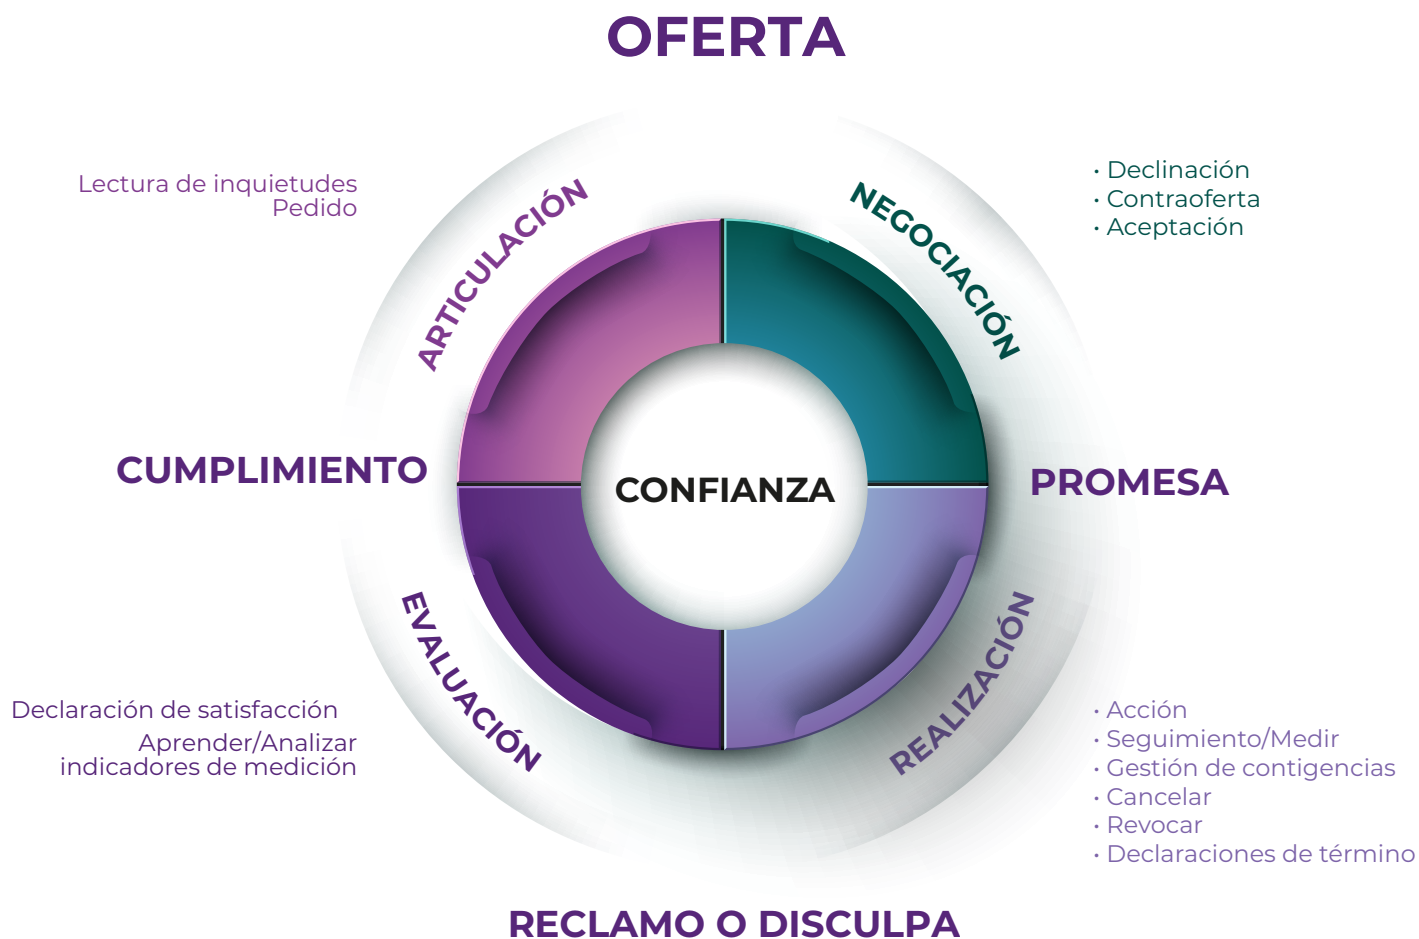 OFERTA
Lectura de inquietudes
Pedido
ARTICULACIÓN
NEGOCIACIÓN
· Declinación
· Contraoferta
· Aceptación
CUMPLIMIENTO
CONFIANZA
PROMESA
EVALUACIÓN
REALIZACIÓN
Declaración de satisfacción
Aprender/Analizar
indicadores de medición
· Acción
· Seguimiento/Medir
· Gestión de contigencias
· Cancelar
· Revocar
· Declaraciones de término
RECLAMO O DISCULPA